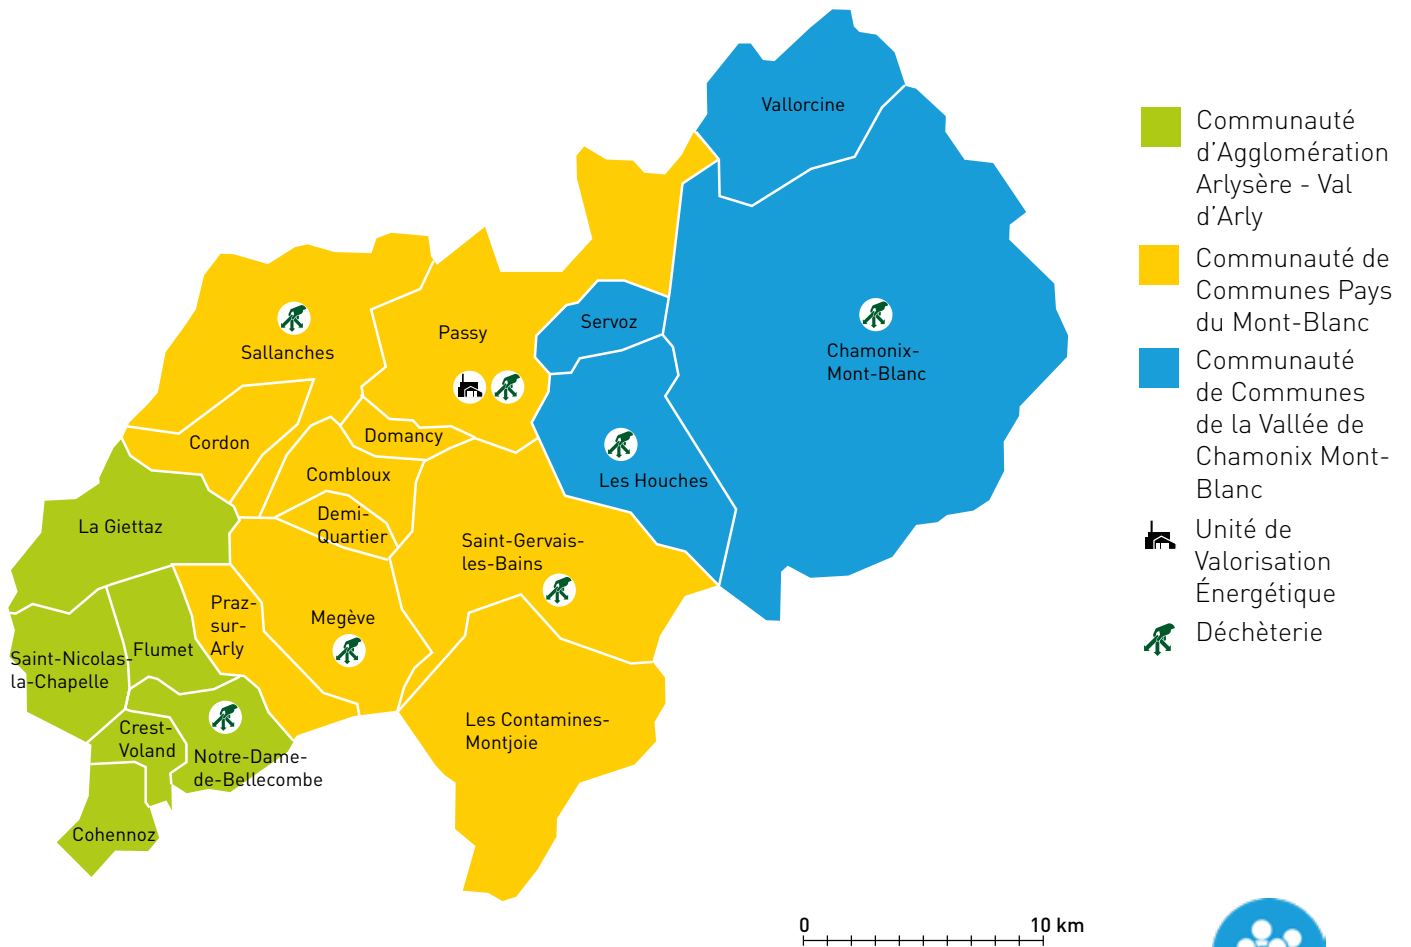 Vallorcine
Servoz
Passy
Sallanches
Chamonix-
Mont-Blanc
Cordon
Domancy
Combloux
Les Houches
Demi-
Quartier
La Giettaz
Saint-Gervais-
les-Bains
Praz-
sur-
Arly
Megève
Flumet
Saint-Nicolas-
la-Chapelle
Crest-
Voland
Notre-Dame-
de-Bellecombe
Les Contamines-
Montjoie
Cohennoz
Communauté
d'Agglomération
Arlysère - Val
d'Arly
Communauté de
Communes Pays
du Mont-Blanc
Communauté
de Communes
de la Vallée de
Chamonix Mont-
Blanc
Unité de
Valorisation
Énergétique
Déchèterie
0 10 km